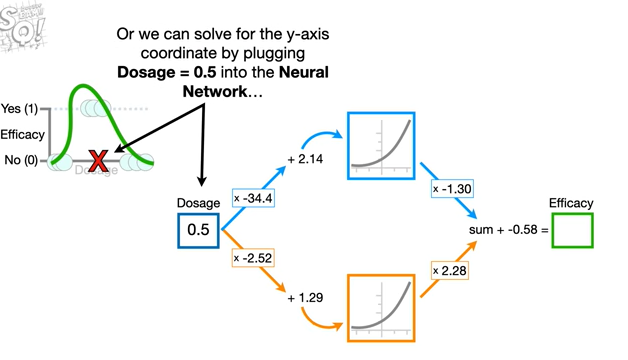 SQ!
Or we can solve for the y-axis
coordinate by plugging
Dosage = 0.5 into the Neural
Network...
Yes (1)
Efficacy
No (0)
X
Dosage
Dosage
0.5
x -34.4
+ 2.14
x -1.30
x -2.52
+ 1.29
x 2.28
sum + -0.58 =
Efficacy